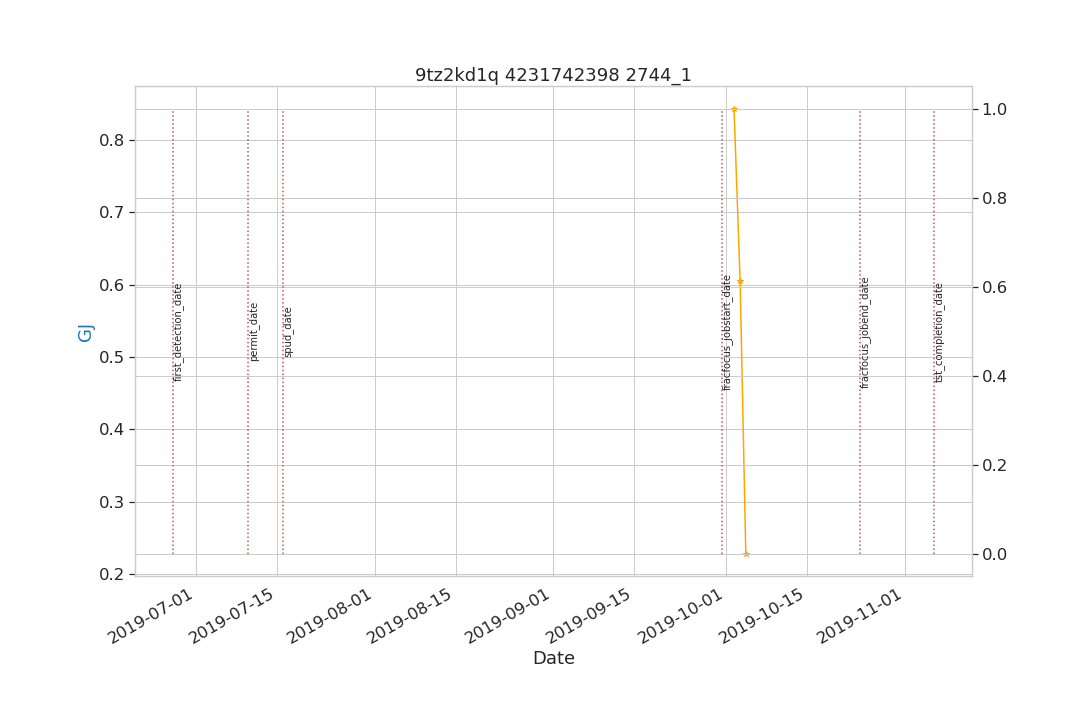 9tz2kd1q 4231742398 2744_1
GJ
0.8
0.7
0.6
0.5
0.4
0.3
0.2
1.0
0.8
0.6
0.4
0.2
0.0
first_detection_date
permit_date
spud_date
fracfocus_jobstart_date
fracfocus_jobend_date
tst_completion_date
2019-07-01
2019-07-15
2019-08-01
2019-08-15
2019-09-01
2019-09-15
2019-10-01
2019-10-15
2019-11-01
Date